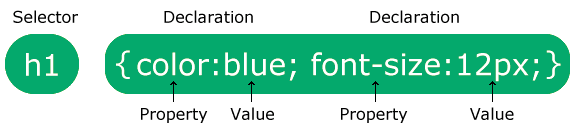 Selector Declaration Declaration
h1 {color:blue; font-size:12px;}
Property Value Property Value